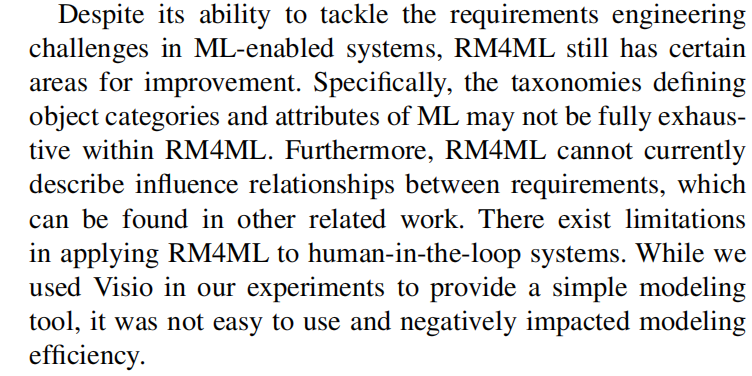 Despite its ability to tackle the requirements engineering
challenges in ML-enabled systems, RM4ML still has certain
areas for improvement. Specifically, the taxonomies defining
object categories and attributes of ML may not be fully exhaus-
tive within RM4ML. Furthermore, RM4ML cannot currently
describe influence relationships between requirements, which
can be found in other related work. There exist limitations
in applying RM4ML to human-in-the-loop systems. While we
used Visio in our experiments to provide a simple modeling
tool, it was not easy to use and negatively impacted modeling
efficiency.